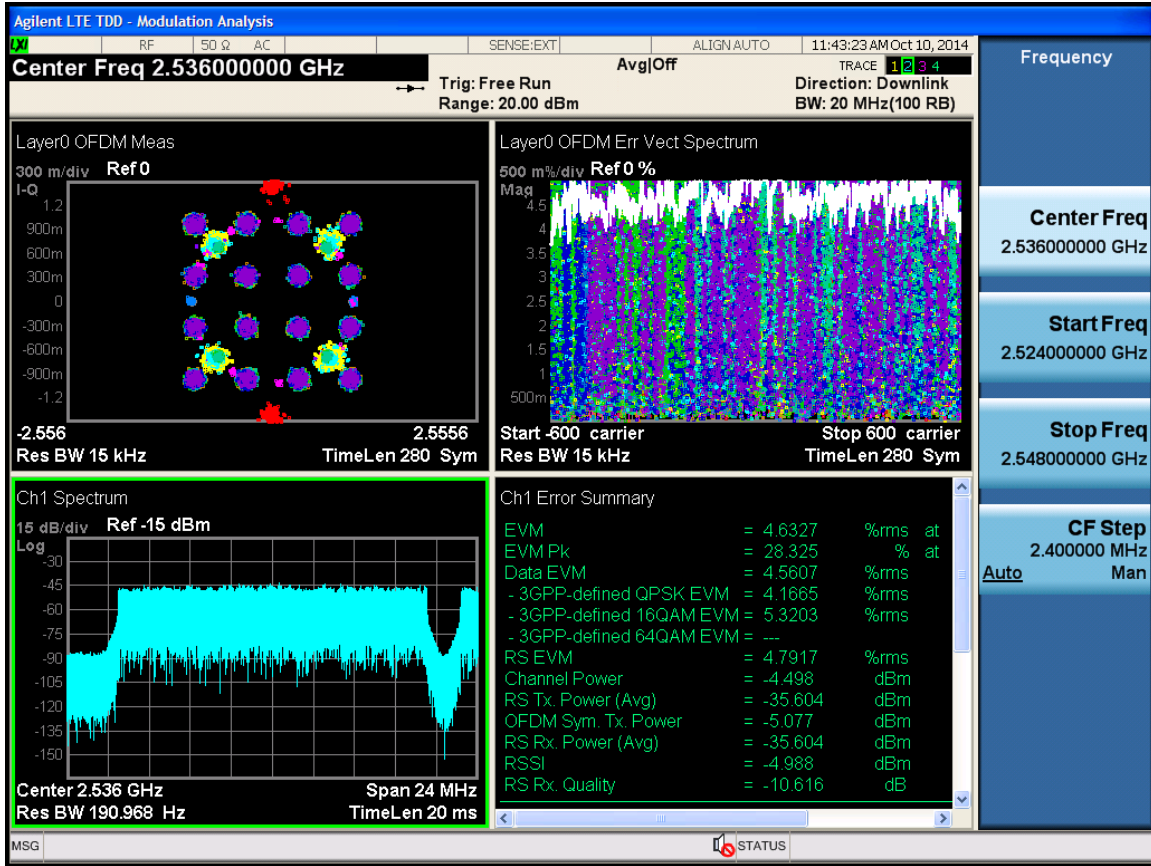 Agilent LTE TDD - Modulation Analysis
LXI RF 50 Ω AC SENSE:EXT ALIGN AUTO 11:43:23 AM Oct 10, 2014
Center Freq 2.536000000 GHz
Avg|Off
TRACE 1 2 3 4
Trig: Free Run
Direction: Downlink
Range: 20.00 dBm
BW: 20 MHz(100 RB)
Layer0 OFDM Meas
300 m/div Ref 0
I-Q
1.2
900m
600m
300m
0
-300m
-600m
-900m
-1.2
-2.556 2.5556
Res BW 15 kHz TimeLen 280 Sym
Layer0 OFDM Err Vect Spectrum
500 m%/div Ref 0 %
Mag
4.5
4
3.5
3
2.5
2
1.5
1
500m
Start -600 carrier Stop 600 carrier
Res BW 15 kHz TimeLen 280 Sym
Ch1 Spectrum
15 dB/div Ref -15 dBm
Log
-30
-45
-60
-75
-90
-105
-120
-135
-150
Center 2.536 GHz Span 24 MHz
Res BW 190.968 Hz TimeLen 20 ms
Ch1 Error Summary
EVM = 4.6327 %rms at
EVM Pk = 28.325 % at
Data EVM = 4.5607 %rms
- 3GPP-defined QPSK EVM = 4.1665 %rms
- 3GPP-defined 16QAM EVM = 5.3203 %rms
- 3GPP-defined 64QAM EVM = ---
RS EVM = 4.7917 %rms
Channel Power = -4.498 dBm
RS Tx. Power (Avg) = -35.604 dBm
OFDM Sym. Tx. Power = -5.077 dBm
RS Rx. Power (Avg) = -35.604 dBm
RSSI = -4.988 dBm
RS Rx. Quality = -10.616 dB
Frequency
Center Freq
2.536000000 GHz
Start Freq
2.524000000 GHz
Stop Freq
2.548000000 GHz
CF Step
2.400000 MHz
Auto Man
MSG STATUS